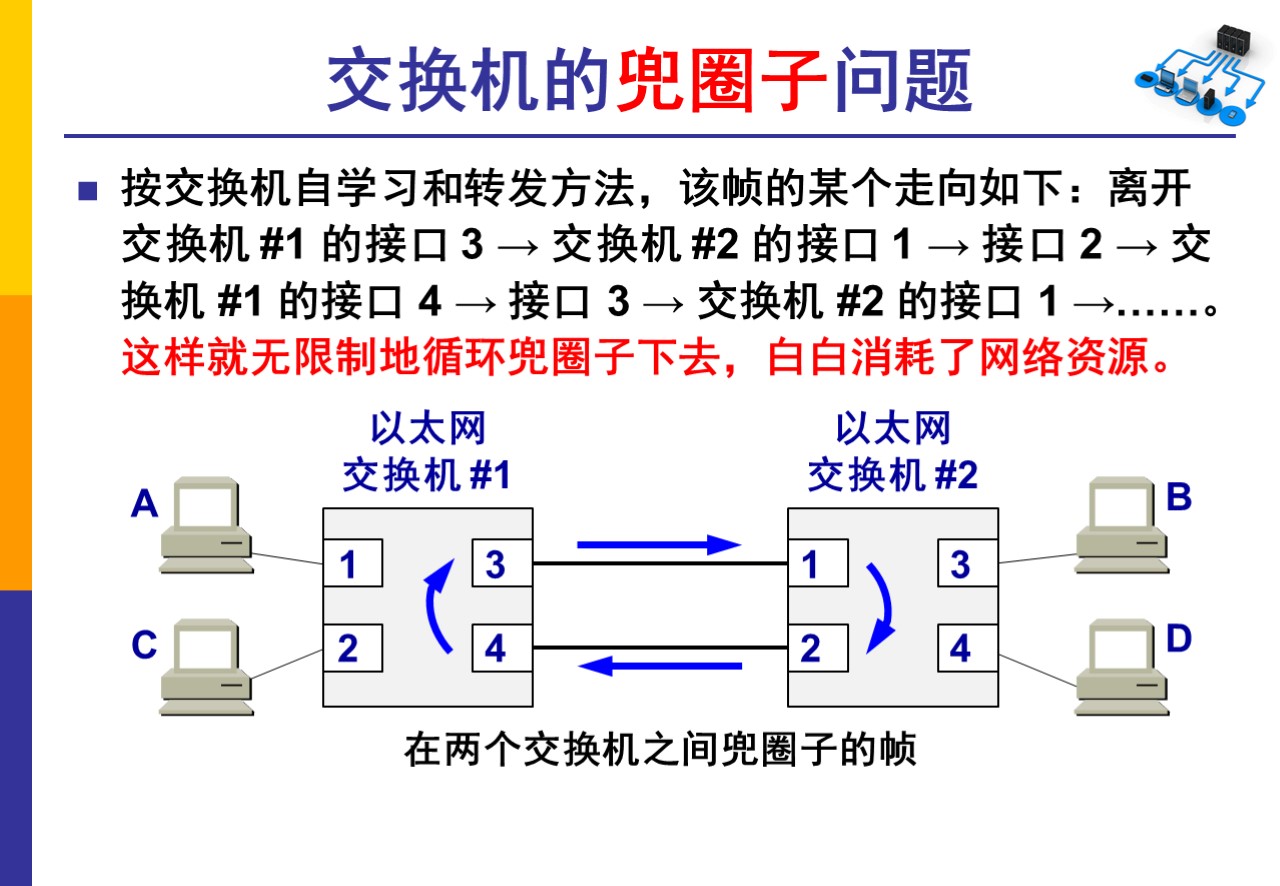 交换机的兜圈子问题
按交换机自学习和转发方法，该帧的某个走向如下：离开
交换机 #1 的接口 3 → 交换机 #2 的接口 1 → 接口 2 → 交
换机 #1 的接口 4 → 接口 3 → 交换机 #2 的接口 1 →……。
这样就无限制地循环兜圈子下去，白白消耗了网络资源。
以太网
交换机 #1
以太网
交换机 #2
A
B
1
3
1
3
C
D
2
4
2
4
在两个交换机之间兜圈子的帧